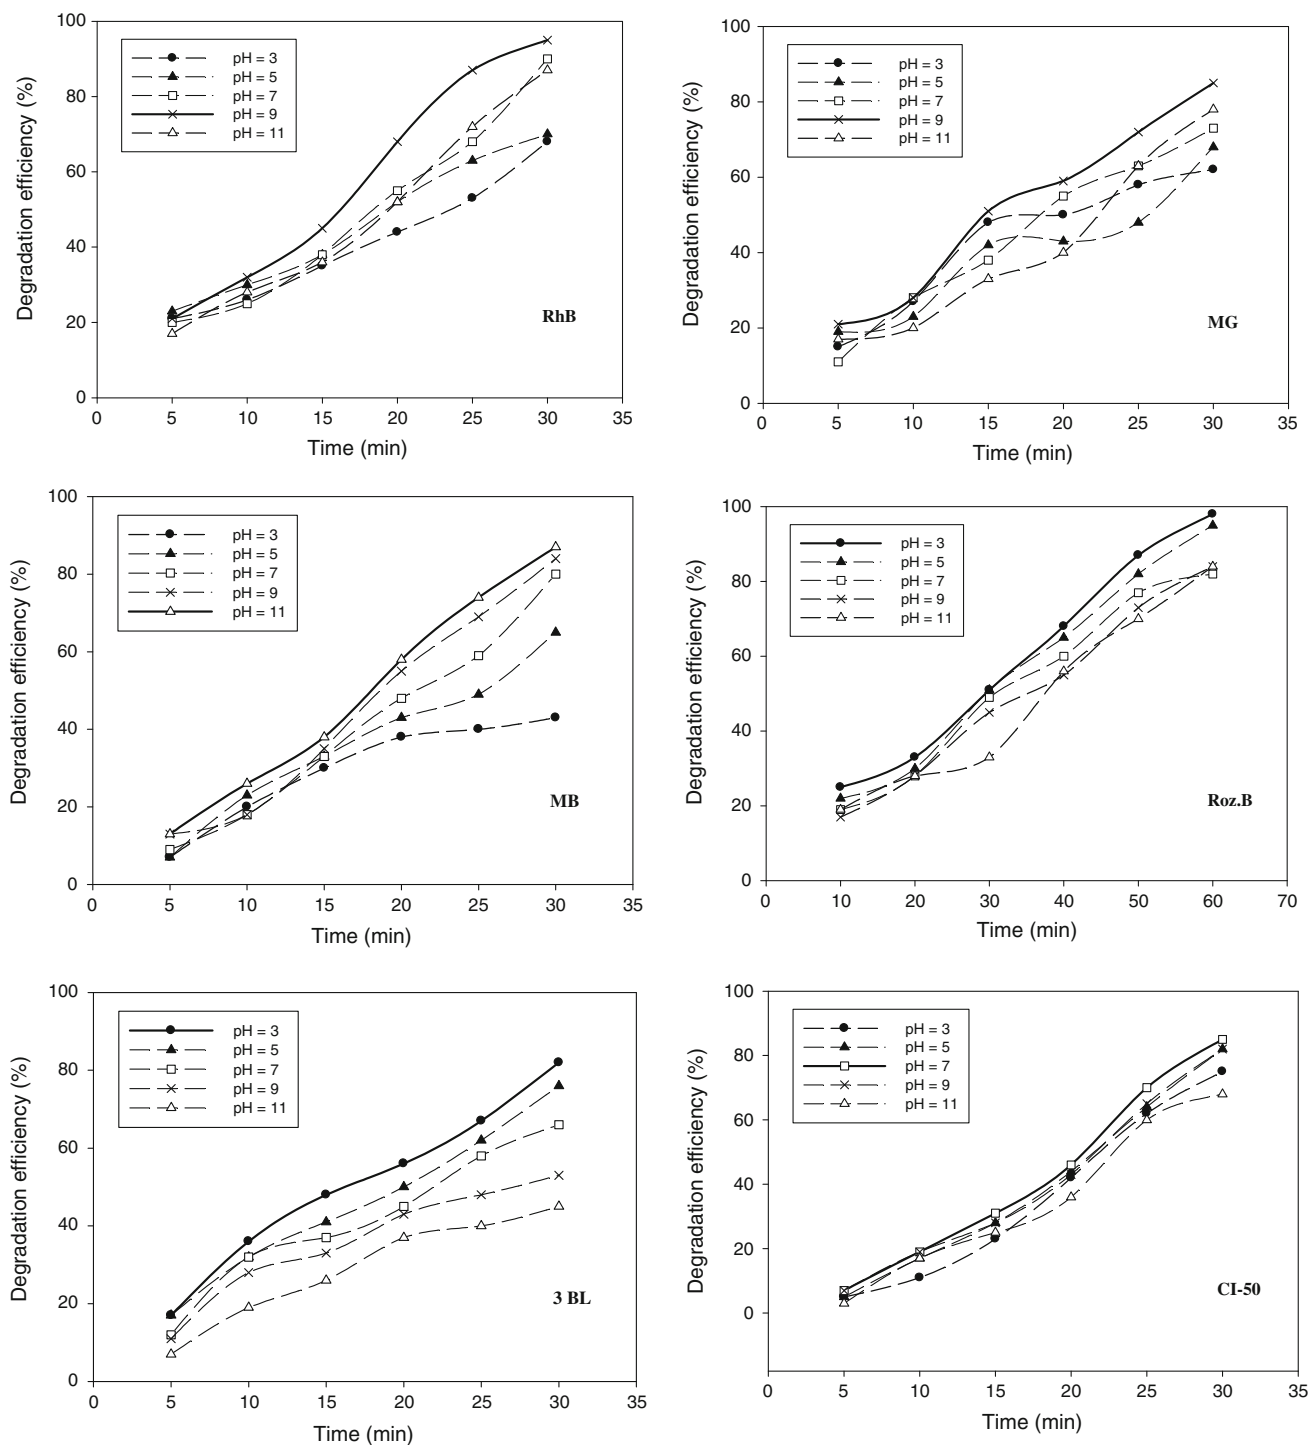 100
80
60
40
20
0
Degradation efficiency (%)
pH = 3
pH = 5
pH = 7
pH = 9
pH = 11
RhB
0 5 10 15 20 25 30 35
Time (min)
100
80
60
40
20
0
Degradation efficiency (%)
pH = 3
pH = 5
pH = 7
pH = 9
pH = 11
MG
0 5 10 15 20 25 30 35
Time (min)
100
80
60
40
20
0
Degradation efficiency (%)
pH = 3
pH = 5
pH = 7
pH = 9
pH = 11
MB
0 5 10 15 20 25 30 35
Time (min)
100
80
60
40
20
0
Degradation efficiency (%)
pH = 3
pH = 5
pH = 7
pH = 9
pH = 11
Roz.B
0 10 20 30 40 50 60 70
Time (min)
100
80
60
40
20
0
Degradation efficiency (%)
pH = 3
pH = 5
pH = 7
pH = 9
pH = 11
3 BL
0 5 10 15 20 25 30 35
Time (min)
100
80
60
40
20
0
Degradation efficiency (%)
pH = 3
pH = 5
pH = 7
pH = 9
pH = 11
CI-50
0 5 10 15 20 25 30 35
Time (min)